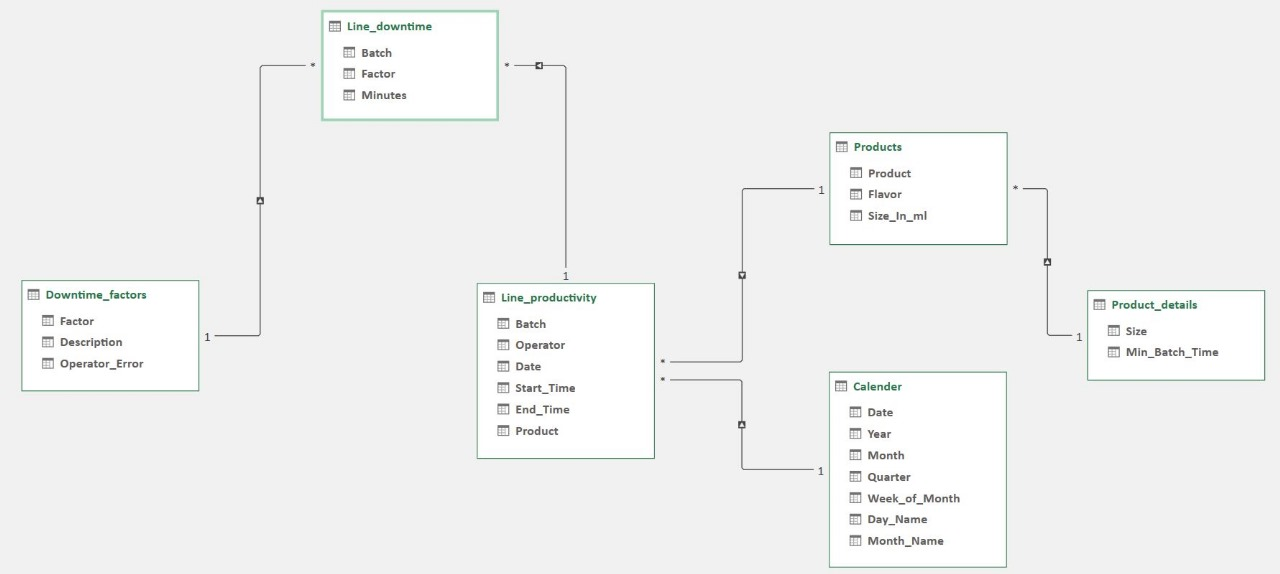 Line_downtime
Batch
Factor
Minutes
*
*
1
Downtime_factors
Factor
Description
Operator_Error
1
Line_productivity
Batch
Operator
Date
Start_Time
End_Time
Product
*
*
Products
Product
Flavor
Size_In_ml
1
*
Product_details
Size
Min_Batch_Time
1
Calender
Date
Year
Month
Quarter
Week_of_Month
Day_Name
Month_Name
1